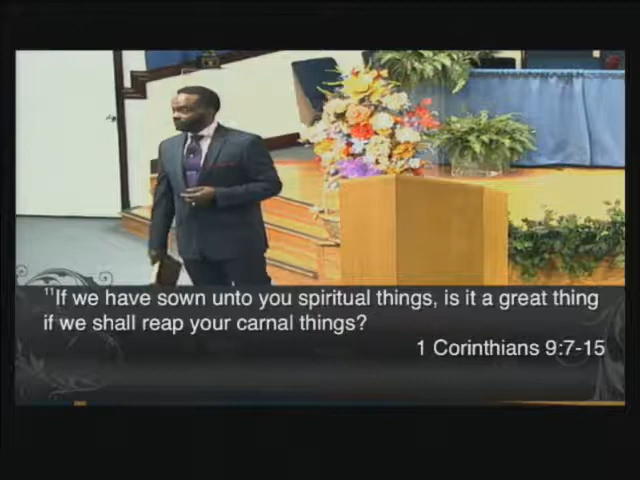 ¹¹If we have sown unto you spiritual things, is it a great thing
if we shall reap your carnal things?
1 Corinthians 9:7-15